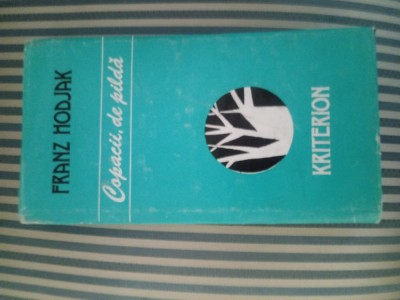 FRANZ HODJAK
Copacii, de pildă
KRITERION